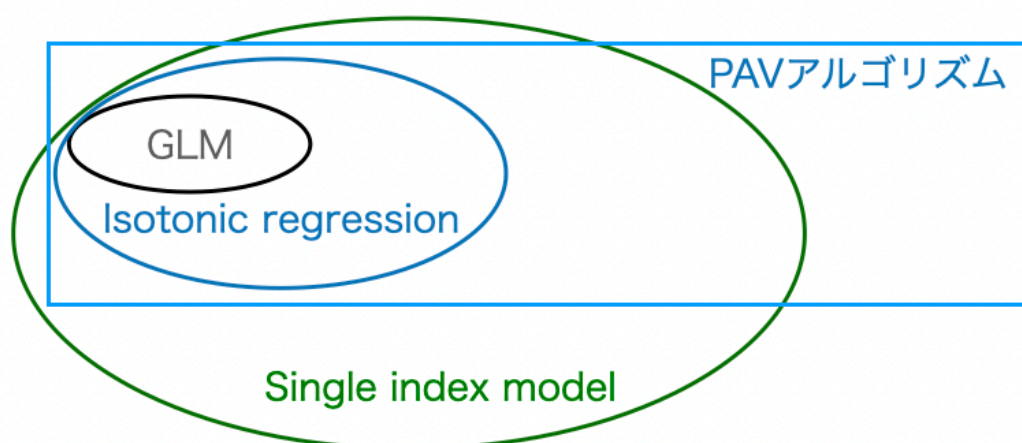 PAVアルゴリズム
GLM
Isotonic regression
Single index model